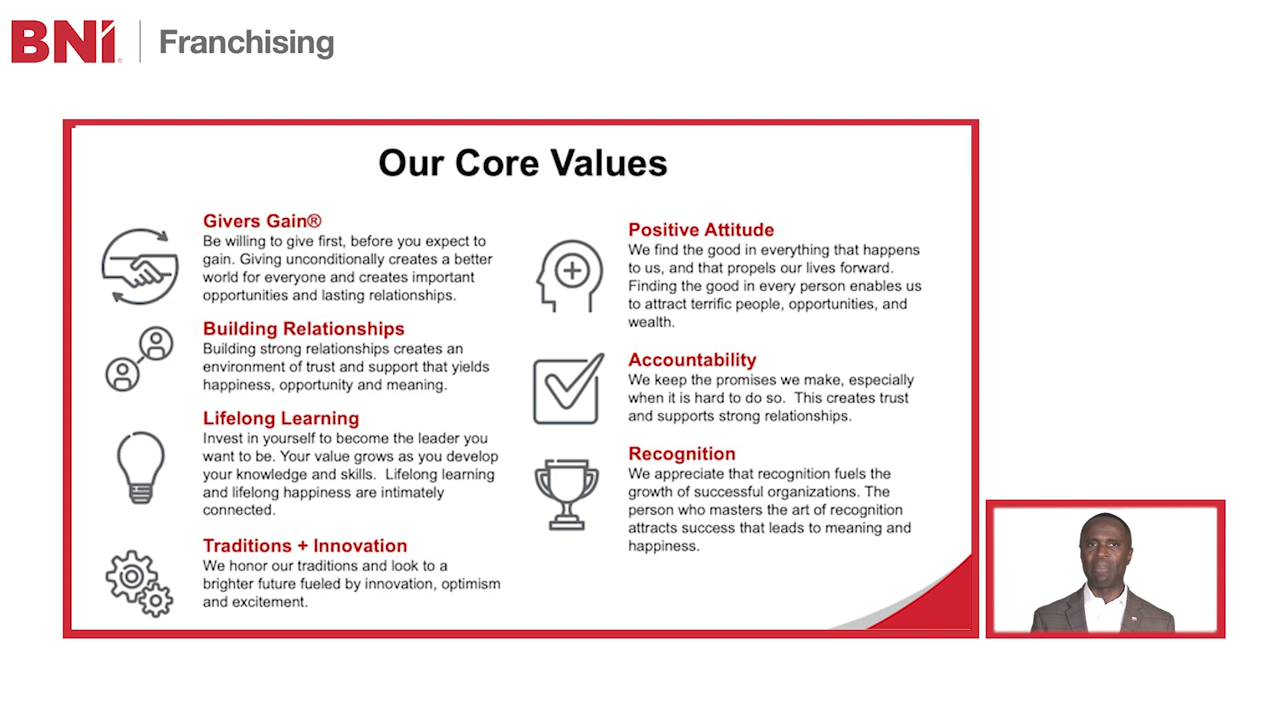 BNI® | Franchising
Our Core Values
Givers Gain®
Be willing to give first, before you expect to
gain. Giving unconditionally creates a better
world for everyone and creates important
opportunities and lasting relationships.
Building Relationships
Building strong relationships creates an
environment of trust and support that yields
happiness, opportunity and meaning.
Lifelong Learning
Invest in yourself to become the leader you
want to be. Your value grows as you develop
your knowledge and skills.  Lifelong learning
and lifelong happiness are intimately
connected.
Traditions + Innovation
We honor our traditions and look to a
brighter future fueled by innovation, optimism
and excitement.
Positive Attitude
We find the good in everything that happens
to us, and that propels our lives forward.
Finding the good in every person enables us
to attract terrific people, opportunities, and
wealth.
Accountability
We keep the promises we make, especially
when it is hard to do so.  This creates trust
and supports strong relationships.
Recognition
We appreciate that recognition fuels the
growth of successful organizations. The
person who masters the art of recognition
attracts success that leads to meaning and
happiness.